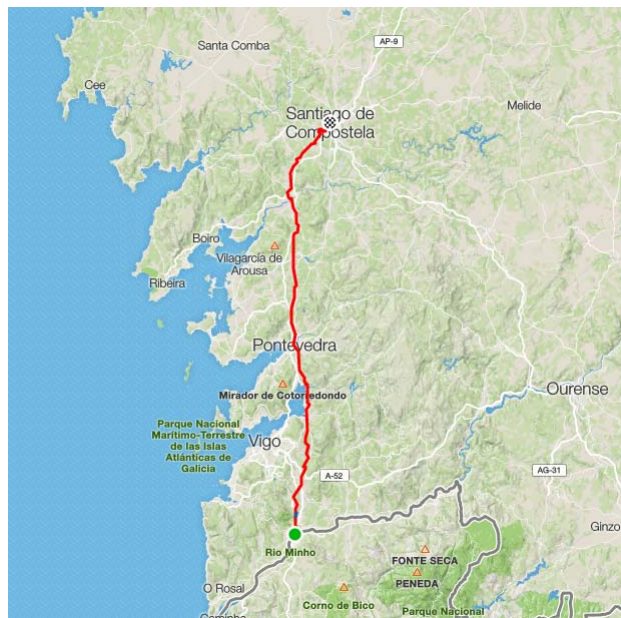 Santa Comba
AP-9
Cee
Melide
Santiago de
Compostela
Boiro
Vilagarcía de
Arousa
Ribeira
Pontevedra
Mirador de Cotorredondo
Ourense
Parque Nacional
Marítimo-Terrestre
de las Islas
Atlánticas de
Galicia
Vigo
A-52
AG-31
Ginzo
Rio Minho
FONTE SECA
PENEDA
O Rosal
Corno de Bico
Parque Nacional
Caminho